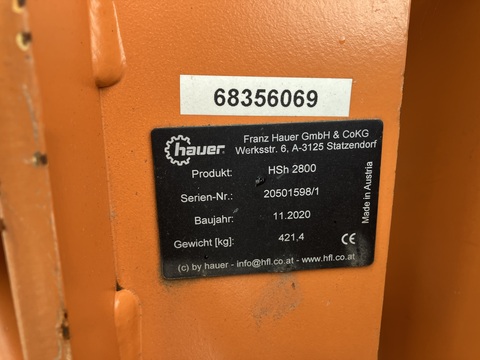 68356069
hauer
Franz Hauer GmbH & CoKG
Werksstr. 6, A-3125 Statzendorf
Produkt: HSh 2800
Serien-Nr.: 20501598/1
Baujahr: 11.2020
Gewicht [kg]: 421,4 CE
Made in Austria
(c) by hauer - info@hfl.co.at - www.hfl.co.at